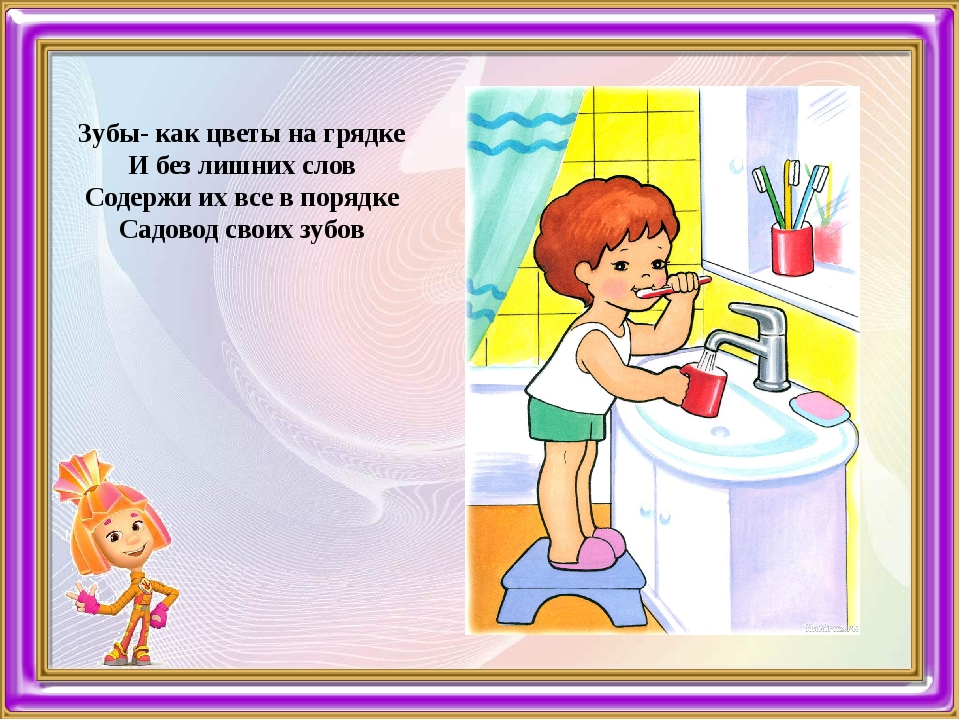 Зубы- как цветы на грядке
И без лишних слов
Содержи их все в порядке
Садовод своих зубов